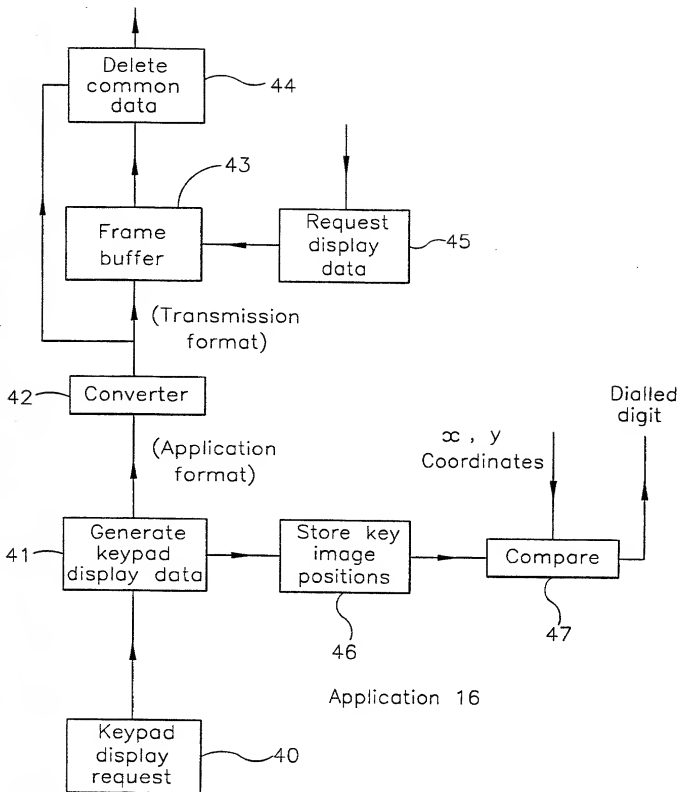 Delete
common
data
44
43
Frame
buffer
Request
display
data
45
(Transmission
format)
42
Converter
Dialled
digit
(Application
format)
x , y
Coordinates
41
Generate
keypad
display data
Store key
image
positions
Compare
46
47
Application 16
Keypad
display
request
40